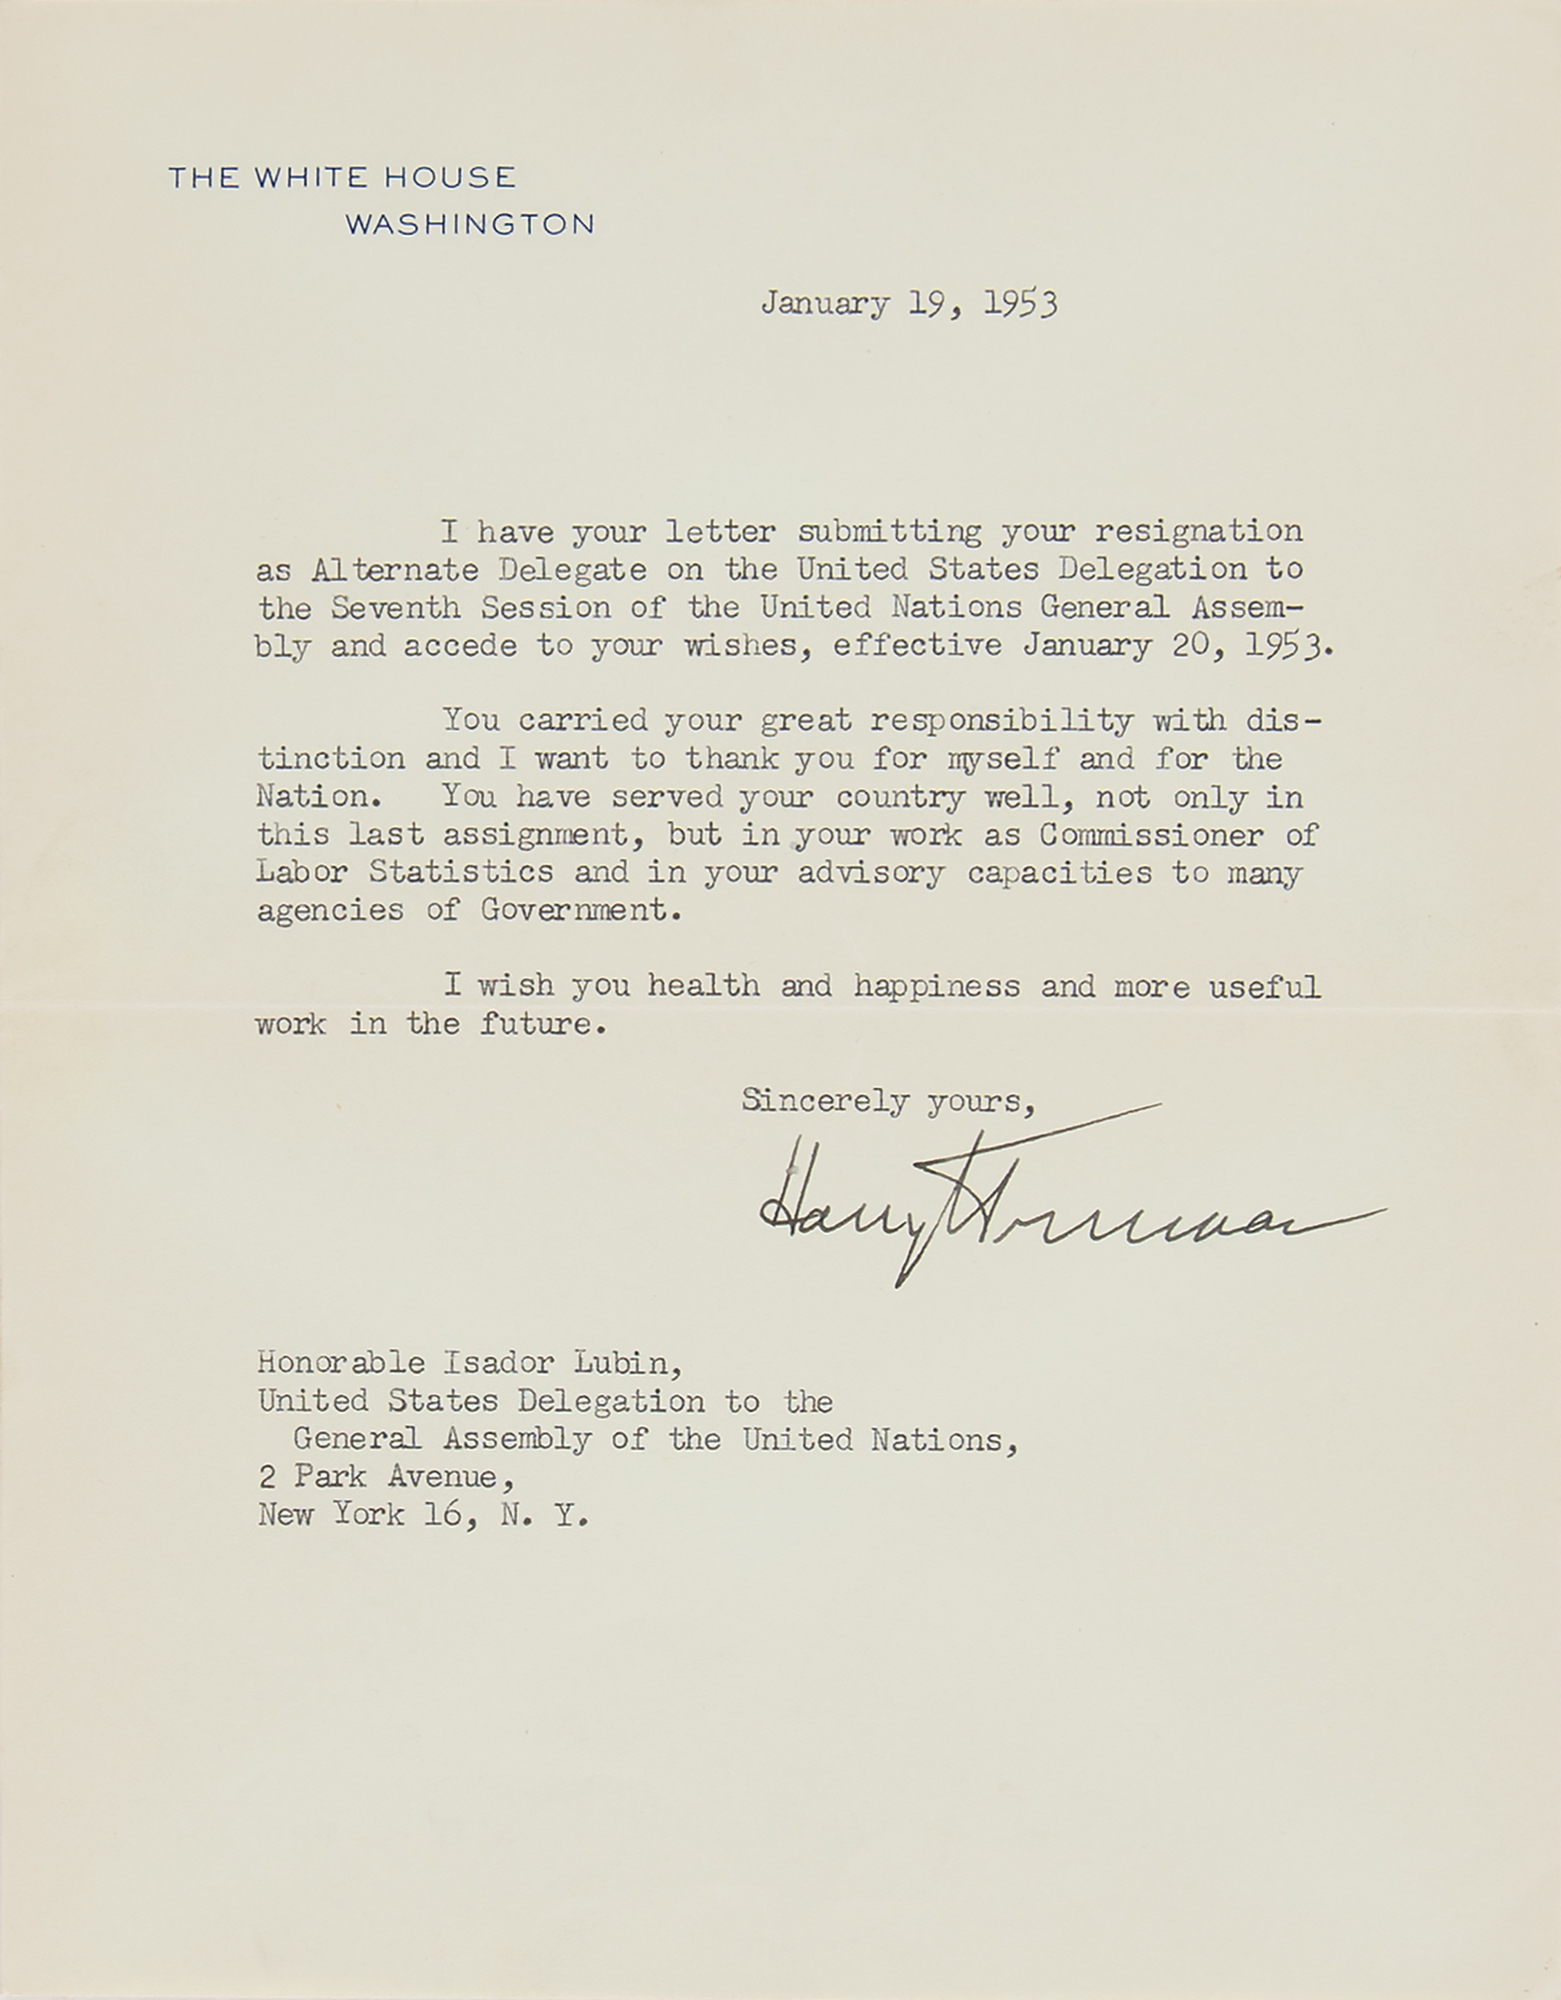 THE WHITE HOUSE
WASHINGTON
January 19, 1953
I have your letter submitting your resignation
as Alternate Delegate on the United States Delegation to
the Seventh Session of the United Nations General Assem-
bly and accede to your wishes, effective January 20, 1953.
You carried your great responsibility with dis-
tinction and I want to thank you for myself and for the
Nation. You have served your country well, not only in
this last assignment, but in your work as Commissioner of
Labor Statistics and in your advisory capacities to many
agencies of Government.
I wish you health and happiness and more useful
work in the future.
Sincerely yours,
Harry Truman
Honorable Isador Lubin,
United States Delegation to the
General Assembly of the United Nations,
2 Park Avenue,
New York 16, N. Y.